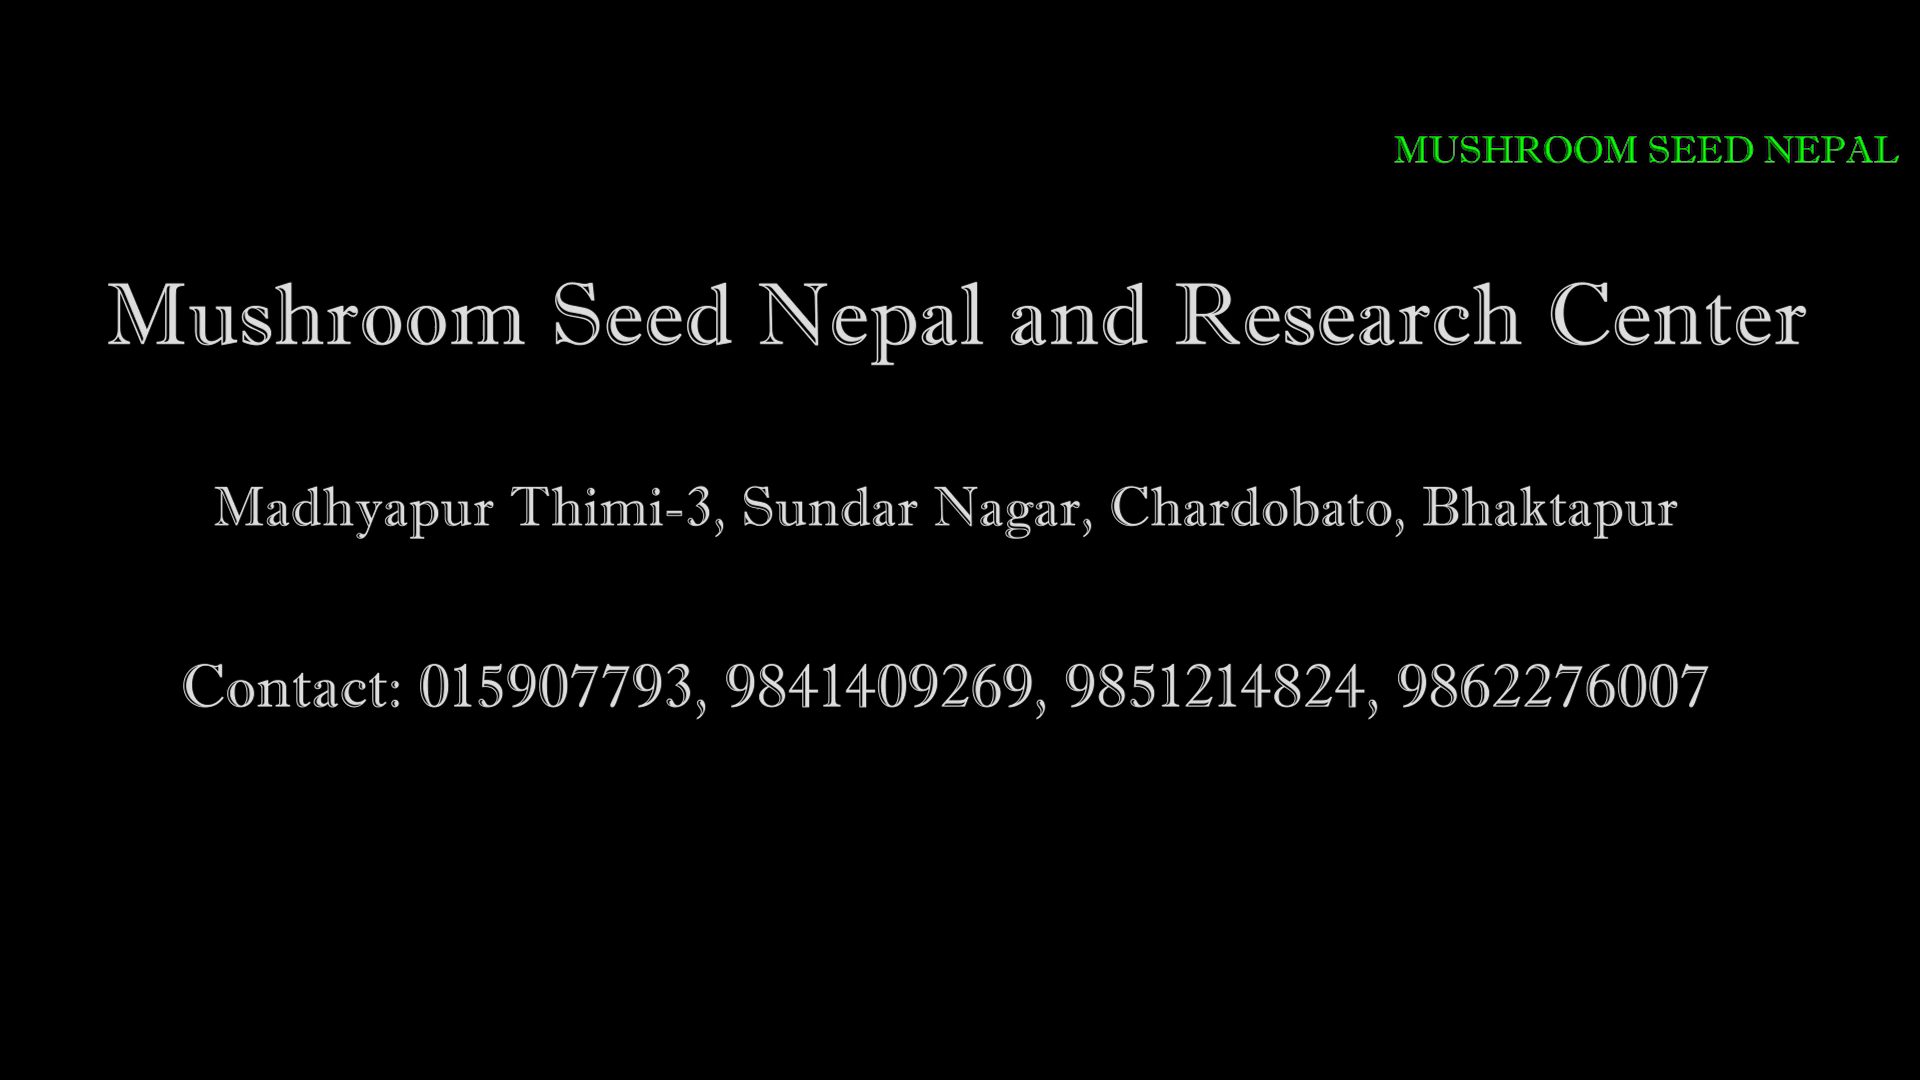 MUSHROOM SEED NEPAL
Mushroom Seed Nepal and Research Center
Madhyapur Thimi-3, Sundar Nagar, Chardobato, Bhaktapur
Contact: 015907793, 9841409269, 9851214824, 9862276007